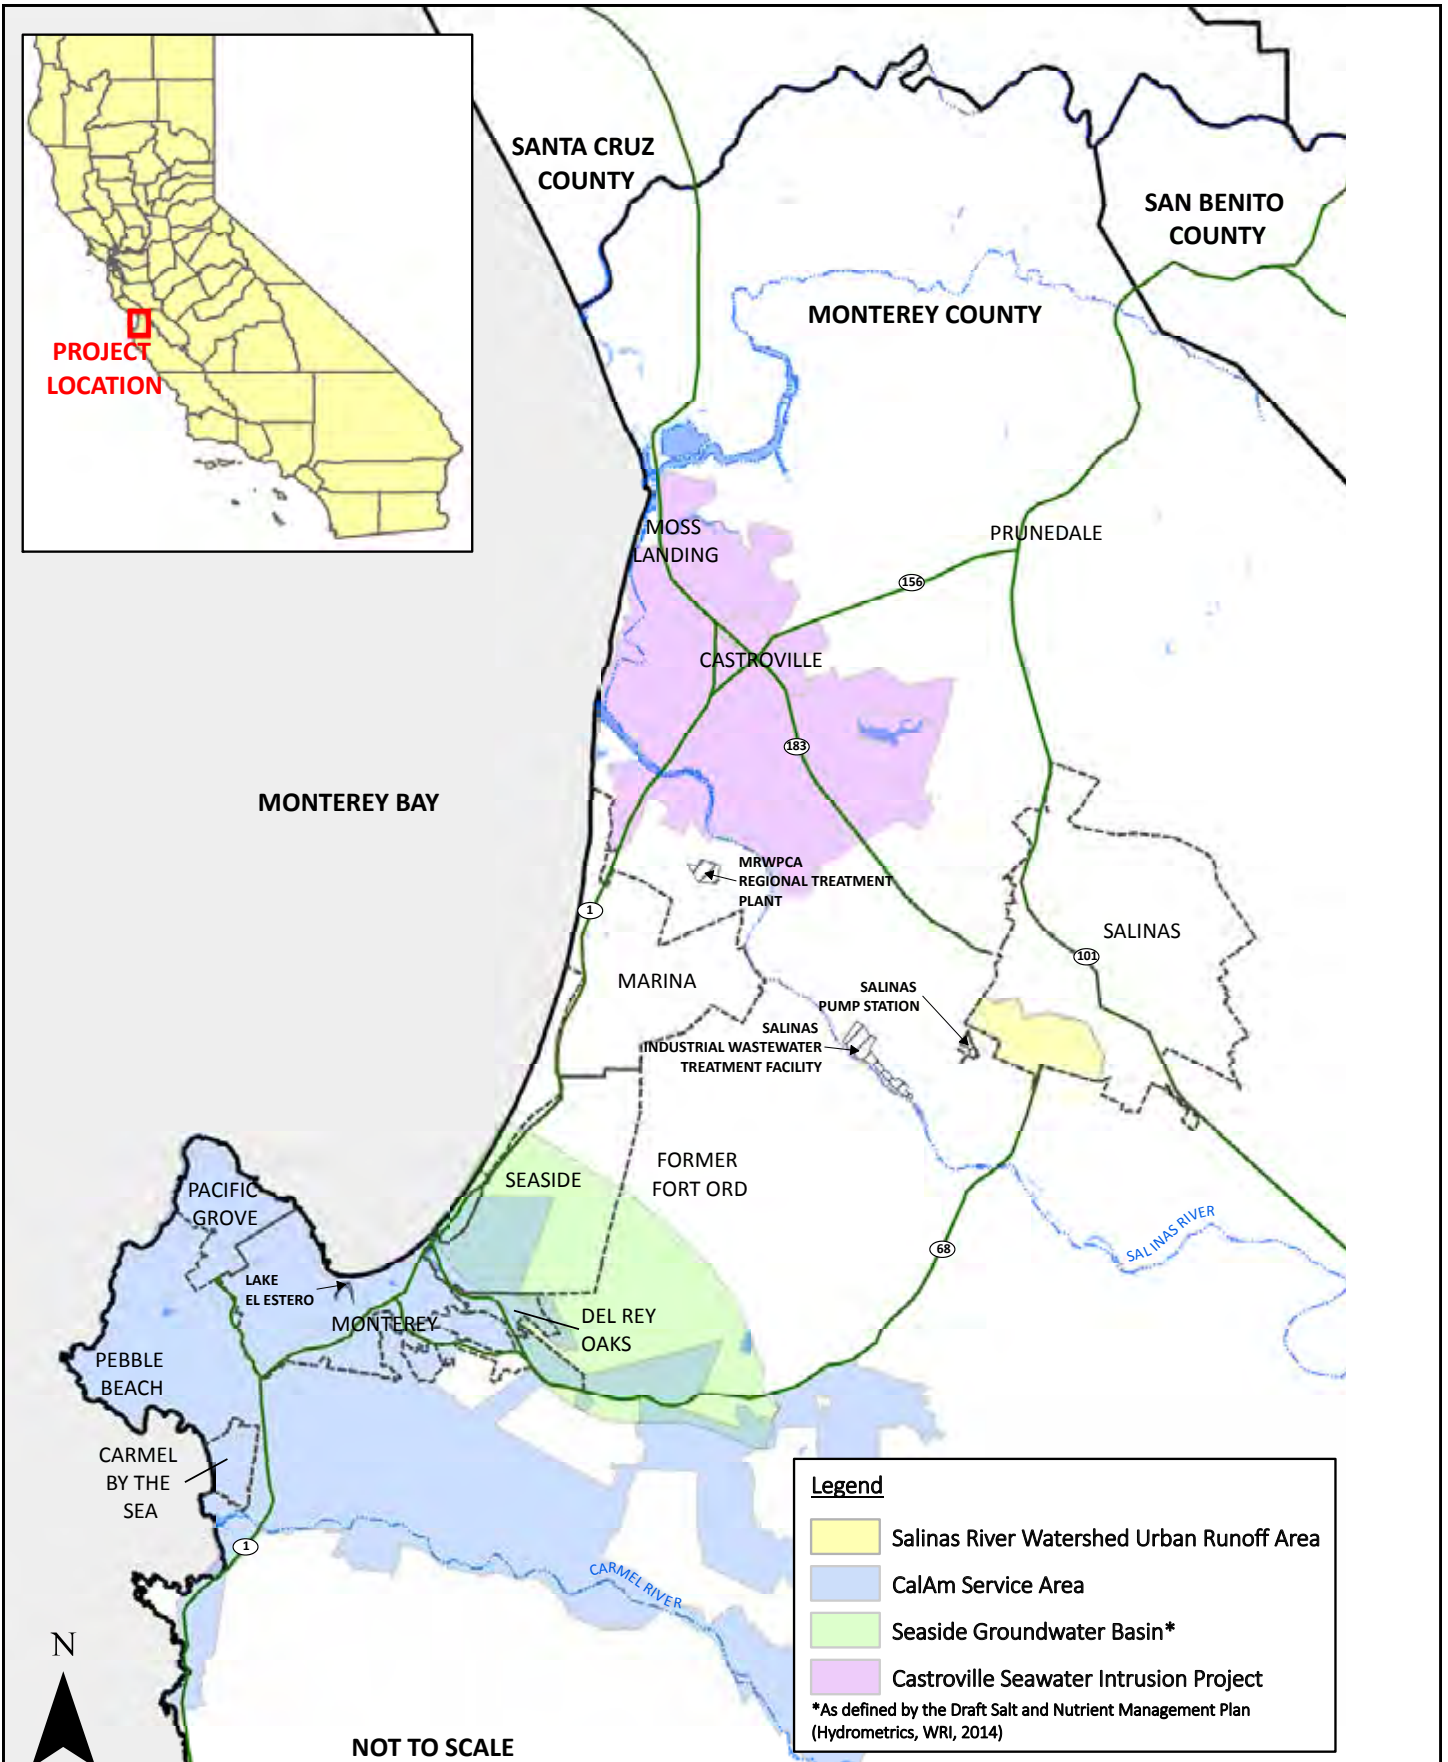 SANTA CRUZ
COUNTY
SAN BENITO
COUNTY
MONTEREY COUNTY
PROJECT
LOCATION
MOSS
LANDING
PRUNEDALE
156
CASTROVILLE
183
MONTEREY BAY
MRWPCA
REGIONAL TREATMENT
PLANT
1
SALINAS
101
MARINA
SALINAS
PUMP STATION
SALINAS
INDUSTRIAL WASTEWATER
TREATMENT FACILITY
SEASIDE
FORMER
FORT ORD
PACIFIC
GROVE
SALINAS RIVER
68
LAKE
EL ESTERO
MONTEREY
DEL REY
OAKS
PEBBLE
BEACH
CARMEL
BY THE
SEA
1
CARMEL RIVER
N
NOT TO SCALE
Legend
Salinas River Watershed Urban Runoff Area
CalAm Service Area
Seaside Groundwater Basin*
Castroville Seawater Intrusion Project
*As defined by the Draft Salt and Nutrient Management Plan
(Hydrometrics, WRI, 2014)